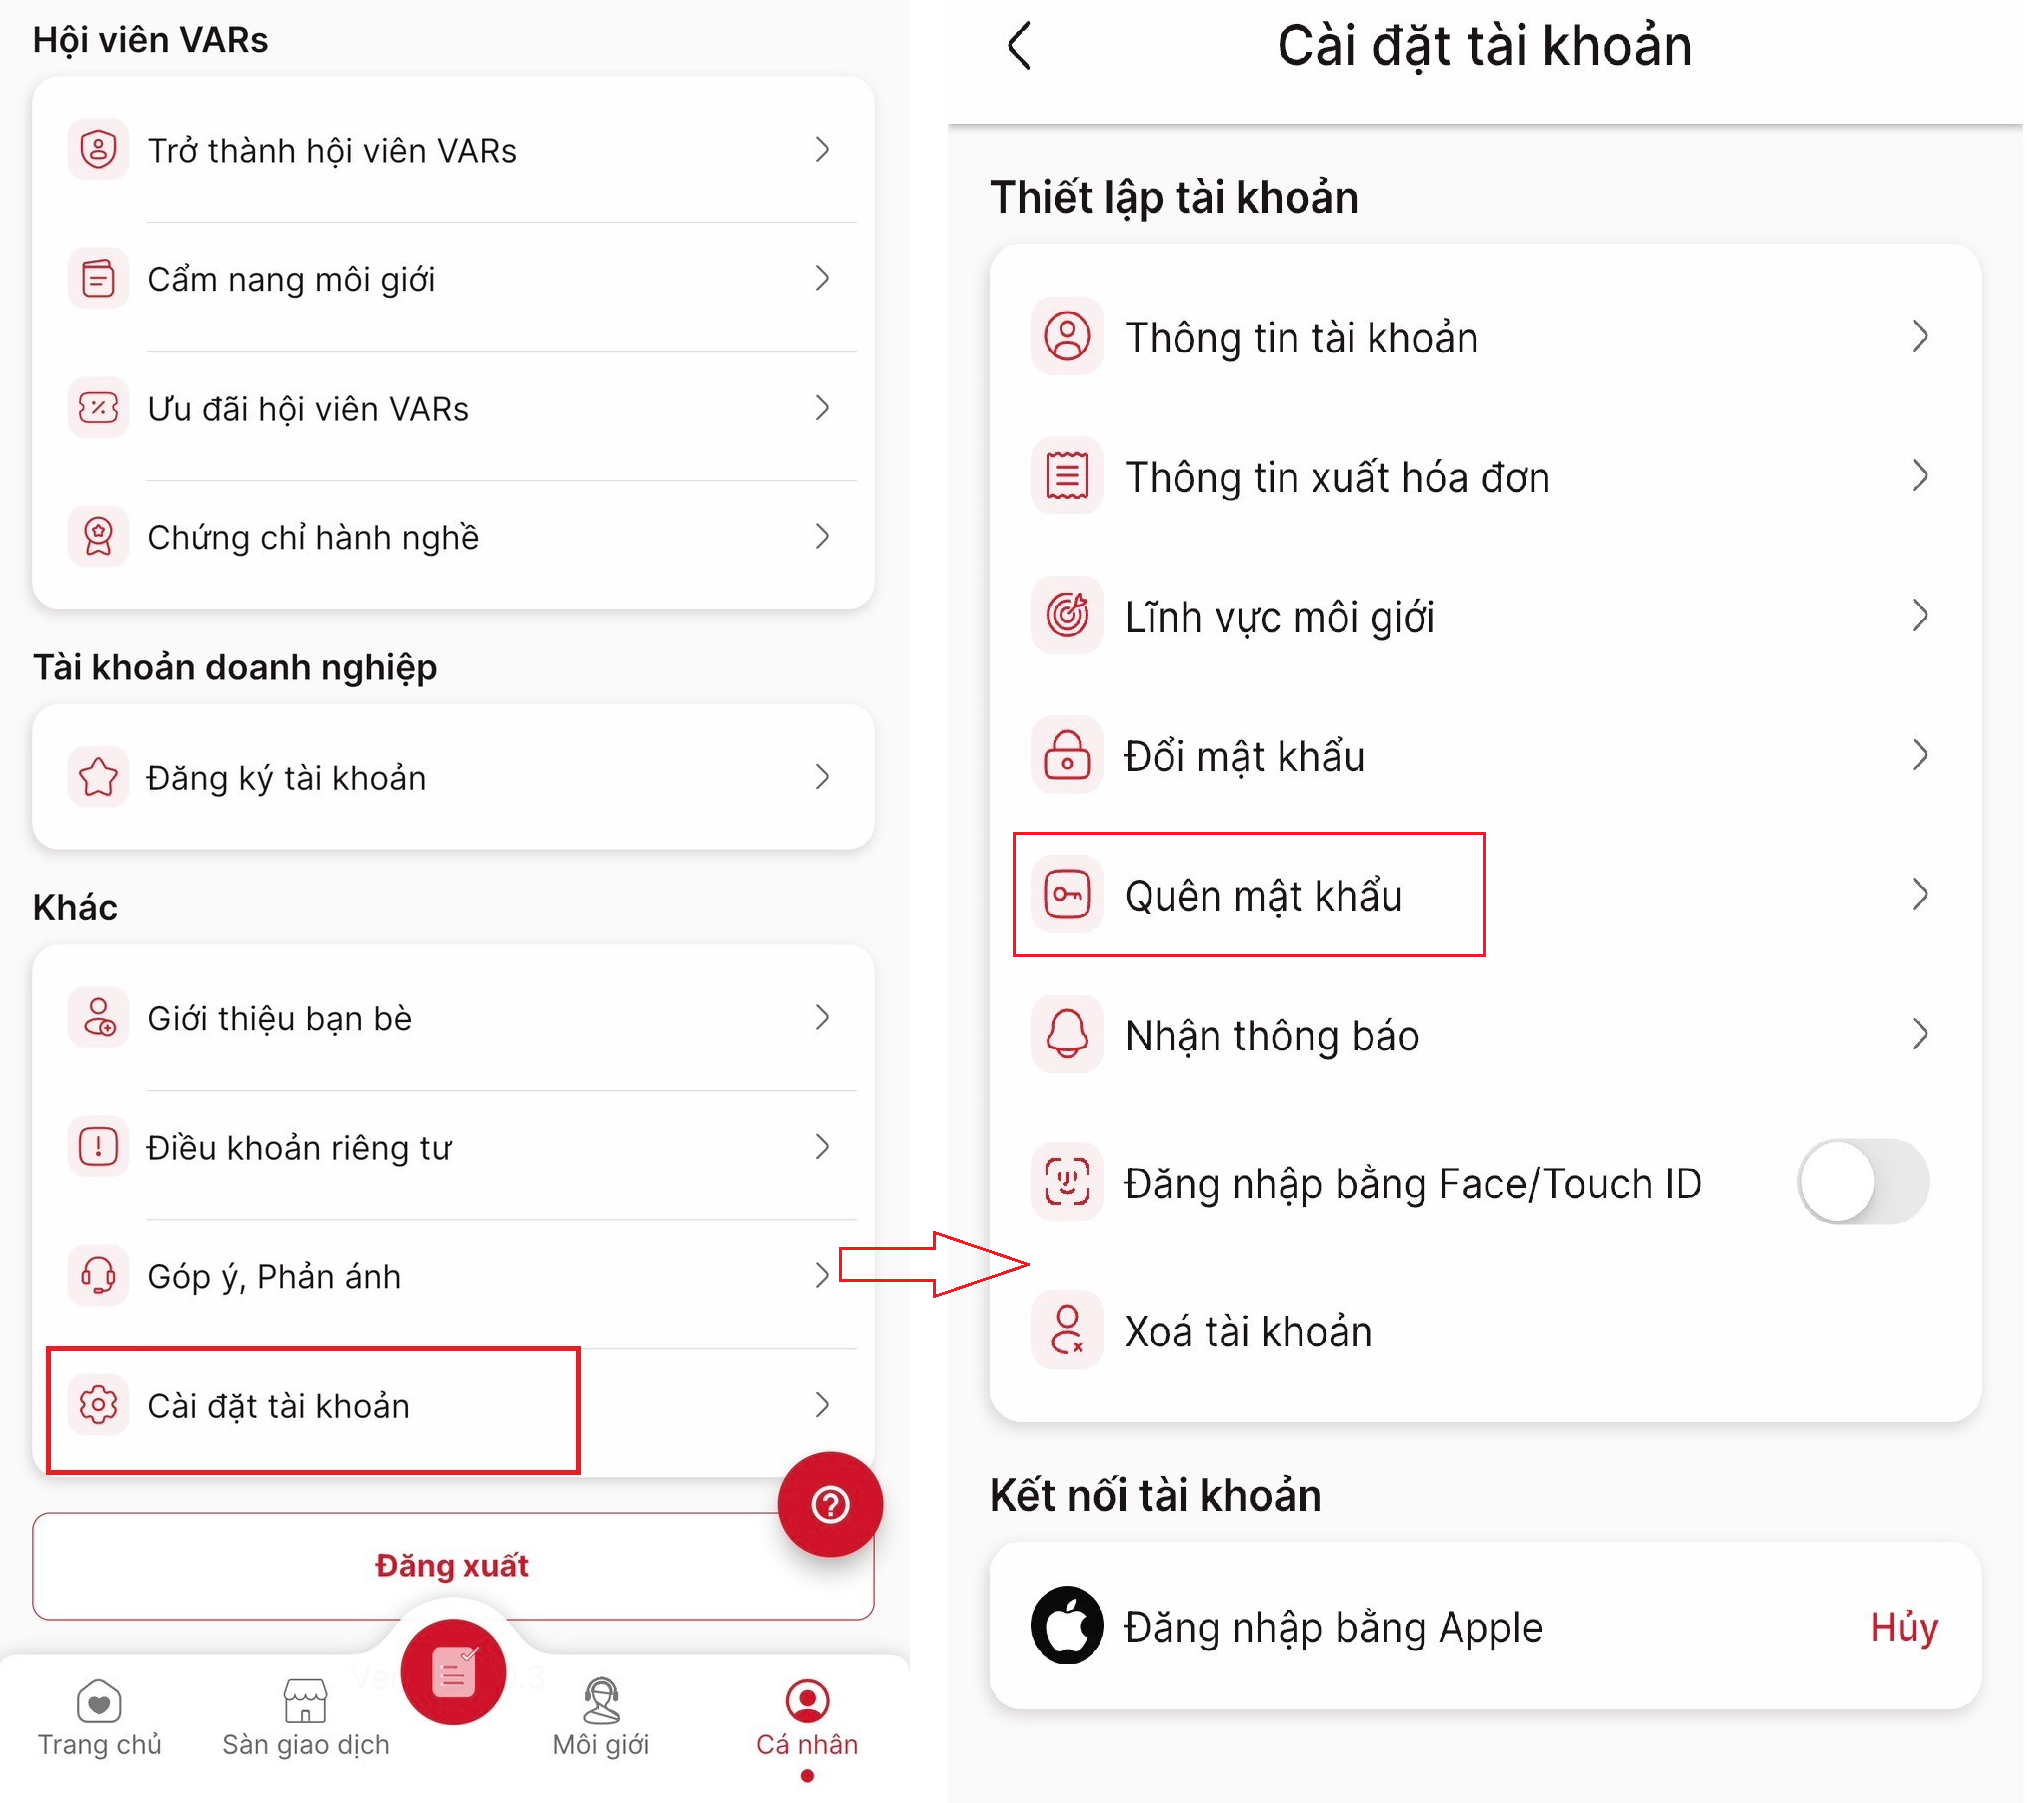 Hội viên VARs
Trở thành hội viên VARs
Cẩm nang môi giới
Ưu đãi hội viên VARs
Chứng chỉ hành nghề
Tài khoản doanh nghiệp
Đăng ký tài khoản
Khác
Giới thiệu bạn bè
Điều khoản riêng tư
Góp ý, Phản ánh
Cài đặt tài khoản
Đăng xuất
Trang chủ
Sàn giao dịch
Môi giới
Cá nhân
Cài đặt tài khoản
Thiết lập tài khoản
Thông tin tài khoản
Thông tin xuất hóa đơn
Lĩnh vực môi giới
Đổi mật khẩu
Quên mật khẩu
Nhận thông báo
Đăng nhập bằng Face/Touch ID
Xoá tài khoản
Kết nối tài khoản
Đăng nhập bằng Apple
Hủy